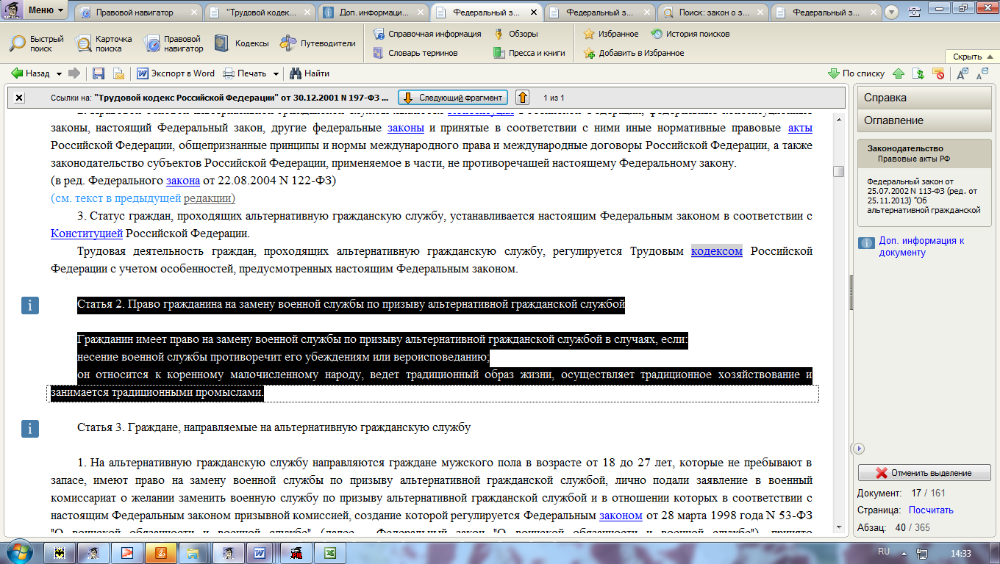 Меню
Правовой навигатор
"Трудовой кодек...
Доп. информаци...
Федеральный з...
Федеральный з...
Поиск: закон о з...
Федеральный з...
Быстрый поиск
Карточка поиска
Правовой навигатор
Кодексы
Путеводители
Справочная информация
Словарь терминов
Обзоры
Пресса и книги
Избранное
Добавить в Избранное
История поисков
Скрыть
Назад
Экспорт в Word
Печать
Найти
По списку
Ссылки на: "Трудовой кодекс Российской Федерации" от 30.12.2001 N 197-ФЗ ...
Следующий фрагмент
1 из 1
законы, настоящий Федеральный закон, другие федеральные законы и принятые в соответствии с ними иные нормативные правовые акты
Российской Федерации, общепризнанные принципы и нормы международного права и международные договоры Российской Федерации, а также
законодательство субъектов Российской Федерации, применяемое в части, не противоречащей настоящему Федеральному закону.
(в ред. Федерального закона от 22.08.2004 N 122-ФЗ)
(см. текст в предыдущей редакции)
3. Статус граждан, проходящих альтернативную гражданскую службу, устанавливается настоящим Федеральным законом в соответствии с
Конституцией Российской Федерации.
Трудовая деятельность граждан, проходящих альтернативную гражданскую службу, регулируется Трудовым кодексом Российской
Федерации с учетом особенностей, предусмотренных настоящим Федеральным законом.
Статья 2. Право гражданина на замену военной службы по призыву альтернативной гражданской службой
Гражданин имеет право на замену военной службы по призыву альтернативной гражданской службой в случаях, если:
несение военной службы противоречит его убеждениям или вероисповеданию;
он относится к коренному малочисленному народу, ведет традиционный образ жизни, осуществляет традиционное хозяйствование и
занимается традиционными промыслами.
Статья 3. Граждане, направляемые на альтернативную гражданскую службу
1. На альтернативную гражданскую службу направляются граждане мужского пола в возрасте от 18 до 27 лет, которые не пребывают в
запасе, имеют право на замену военной службы по призыву альтернативной гражданской службой, лично подали заявление в военный
комиссариат о желании заменить военную службу по призыву альтернативной гражданской службой и в отношении которых в соответствии с
настоящим Федеральным законом призывной комиссией, создание которой регулируется Федеральным законом от 28 марта 1998 года N 53-ФЗ
"О воинской обязанности и военной службе" (далее - Федеральный закон "О воинской обязанности и военной службе"), принято
Справка
Оглавление
Законодательство
Правовые акты РФ
Федеральный закон от
25.07.2002 N 113-ФЗ (ред. от
25.11.2013) "Об
альтернативной гражданской
Доп. информация к
документу
Отменить выделение
Документ: 17 / 161
Страница: Посчитать
Абзац: 40 / 365
RU
14:33